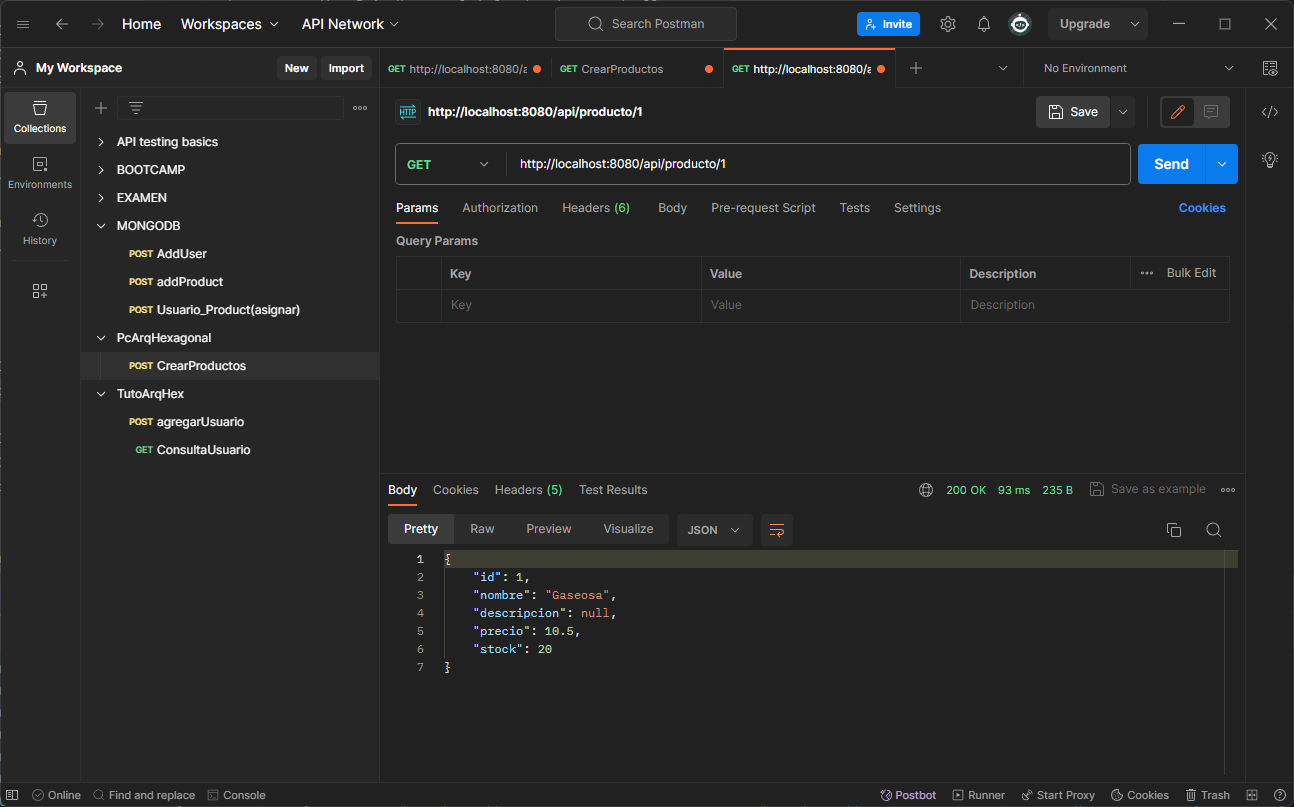 Home Workspaces API Network Search Postman Invite Upgrade
My Workspace New Import GET http://localhost:8080/a GET CrearProductos GET http://localhost:8080/a No Environment
Collections
Environments
History
API testing basics
BOOTCAMP
EXAMEN
MONGODB
POST AddUser
POST addProduct
POST Usuario_Product(asignar)
PcArqHexagonal
POST CrearProductos
TutoArqHex
POST agregarUsuario
GET ConsultaUsuario
HTTP http://localhost:8080/api/producto/1 Save
GET http://localhost:8080/api/producto/1 Send
Params Authorization Headers (6) Body Pre-request Script Tests Settings Cookies
Query Params
Key Value Description Bulk Edit
Key Value Description
Body Cookies Headers (5) Test Results 200 OK 93 ms 235 B Save as example
Pretty Raw Preview Visualize JSON
1 {
2 "id": 1,
3 "nombre": "Gaseosa",
4 "descripcion": null,
5 "precio": 10.5,
6 "stock": 20
7 }
Online Find and replace Console Postbot Runner Start Proxy Cookies Trash